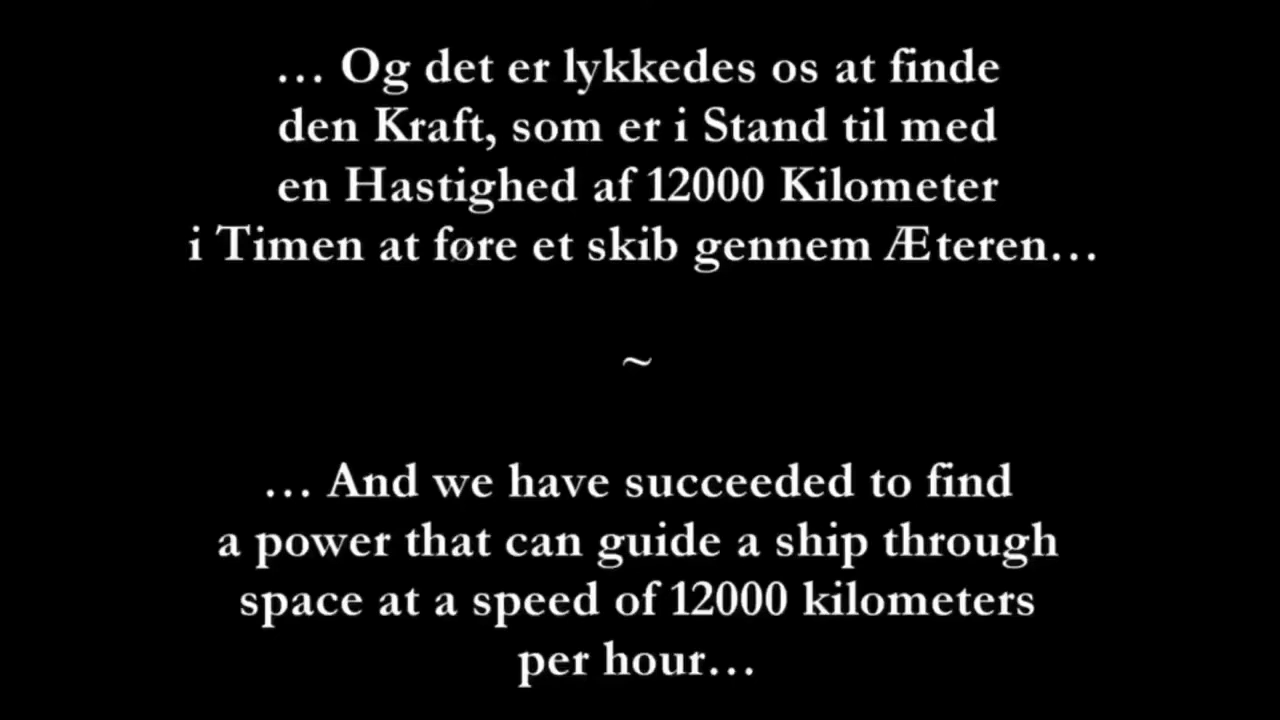 … Og det er lykkedes os at finde
den Kraft, som er i Stand til med
en Hastighed af 12000 Kilometer
i Timen at føre et skib gennem Æteren…
~
… And we have succeeded to find
a power that can guide a ship through
space at a speed of 12000 kilometers
per hour…